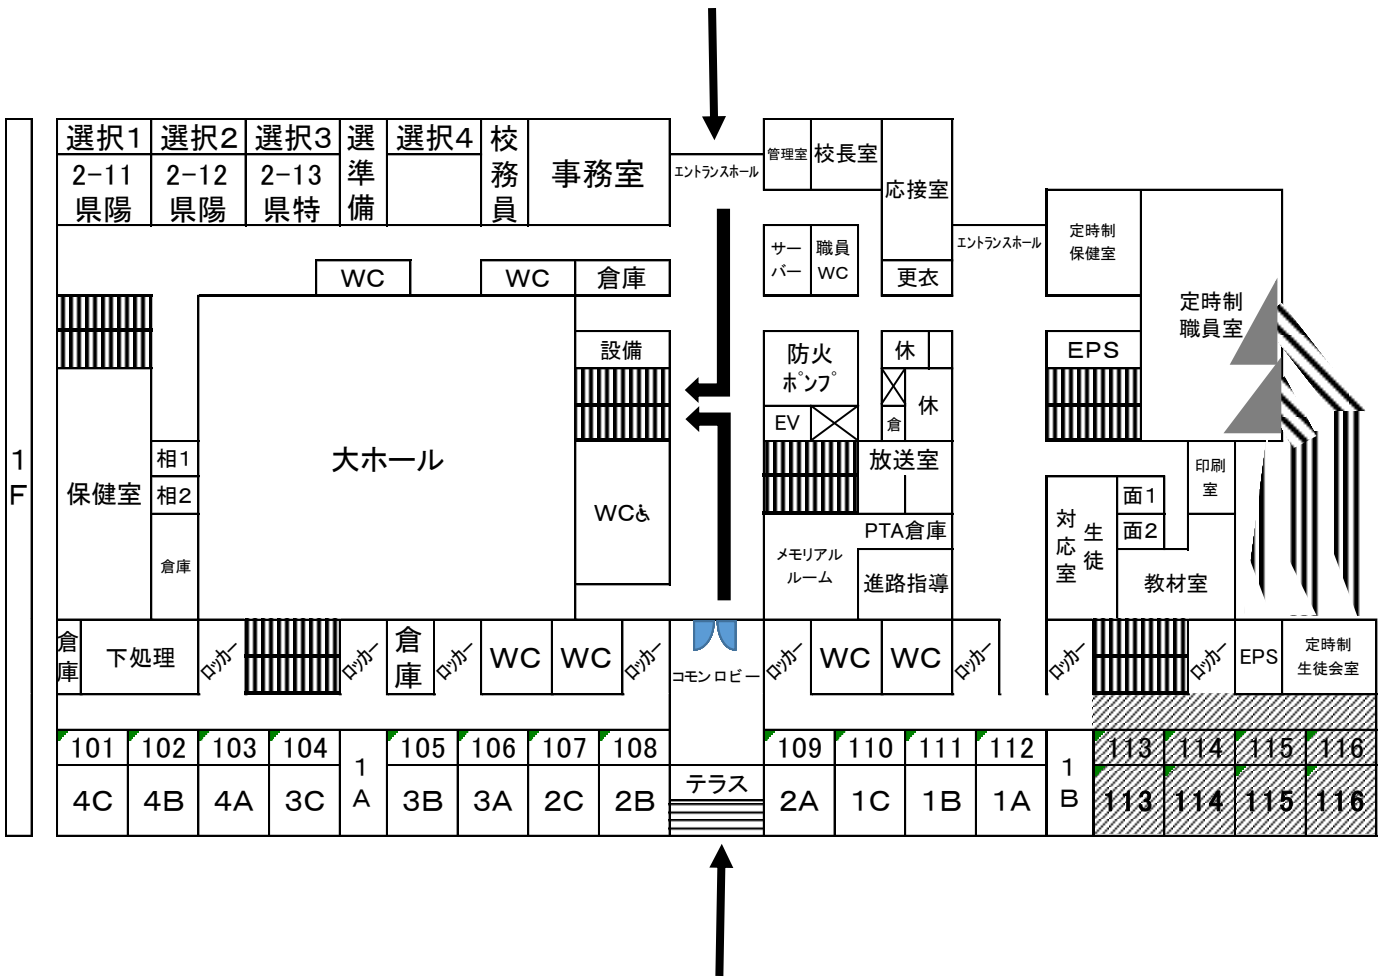 1F
選択1 選択2 選択3 選準備 選択4 校務員 事務室 エントランスホール 管理室 校長室 応接室
2-11 県陽 2-12 県陽 2-13 県特
サーバー 職員WC エントランスホール 定時制保健室
WC WC 倉庫 更衣
定時制職員室
設備 防火ポンプ 休 EPS
EV 倉 休
大ホール
保健室 相1 放送室 印刷室
相2 WC 対応室 生徒 面1
倉庫 PTA倉庫 面2
メモリアルルーム 進路指導 教材室
倉庫 下処理 ロッカー ロッカー 倉庫 ロッカー WC WC ロッカー コモンロビー ロッカー WC WC ロッカー ロッカー ロッカー EPS 定時制生徒会室
101 102 103 104 1A 105 106 107 108 テラス 109 110 111 112 1B 113 114 115 116
4C 4B 4A 3C 3B 3A 2C 2B 2A 1C 1B 1A 113 114 115 116